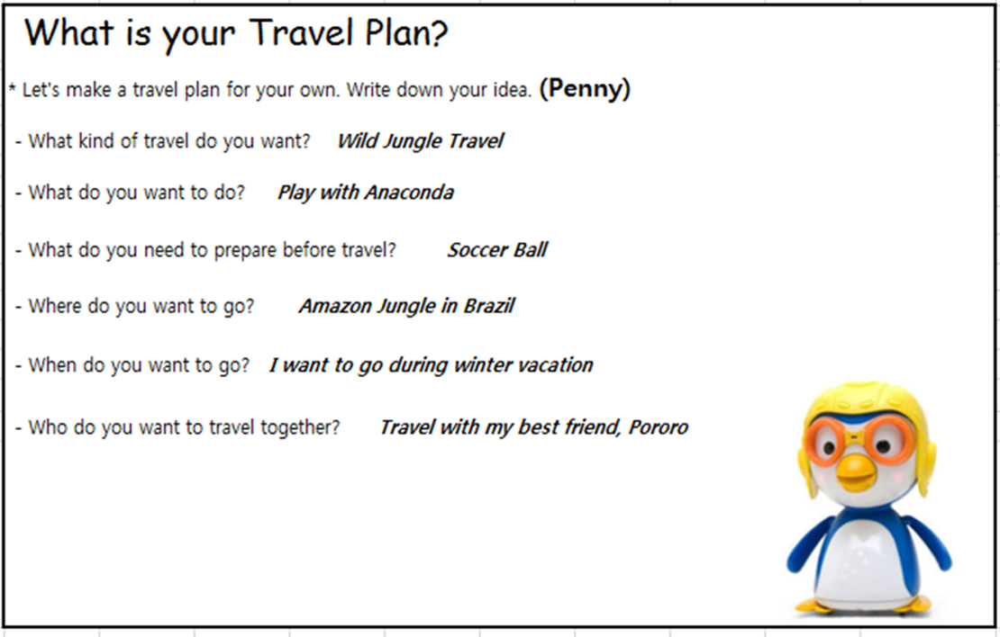 What is your Travel Plan?
* Let's make a travel plan for your own. Write down your idea. (Penny)
- What kind of travel do you want? Wild Jungle Travel
- What do you want to do? Play with Anaconda
- What do you need to prepare before travel? Soccer Ball
- Where do you want to go? Amazon Jungle in Brazil
- When do you want to go? I want to go during winter vacation
- Who do you want to travel together? Travel with my best friend, Pororo